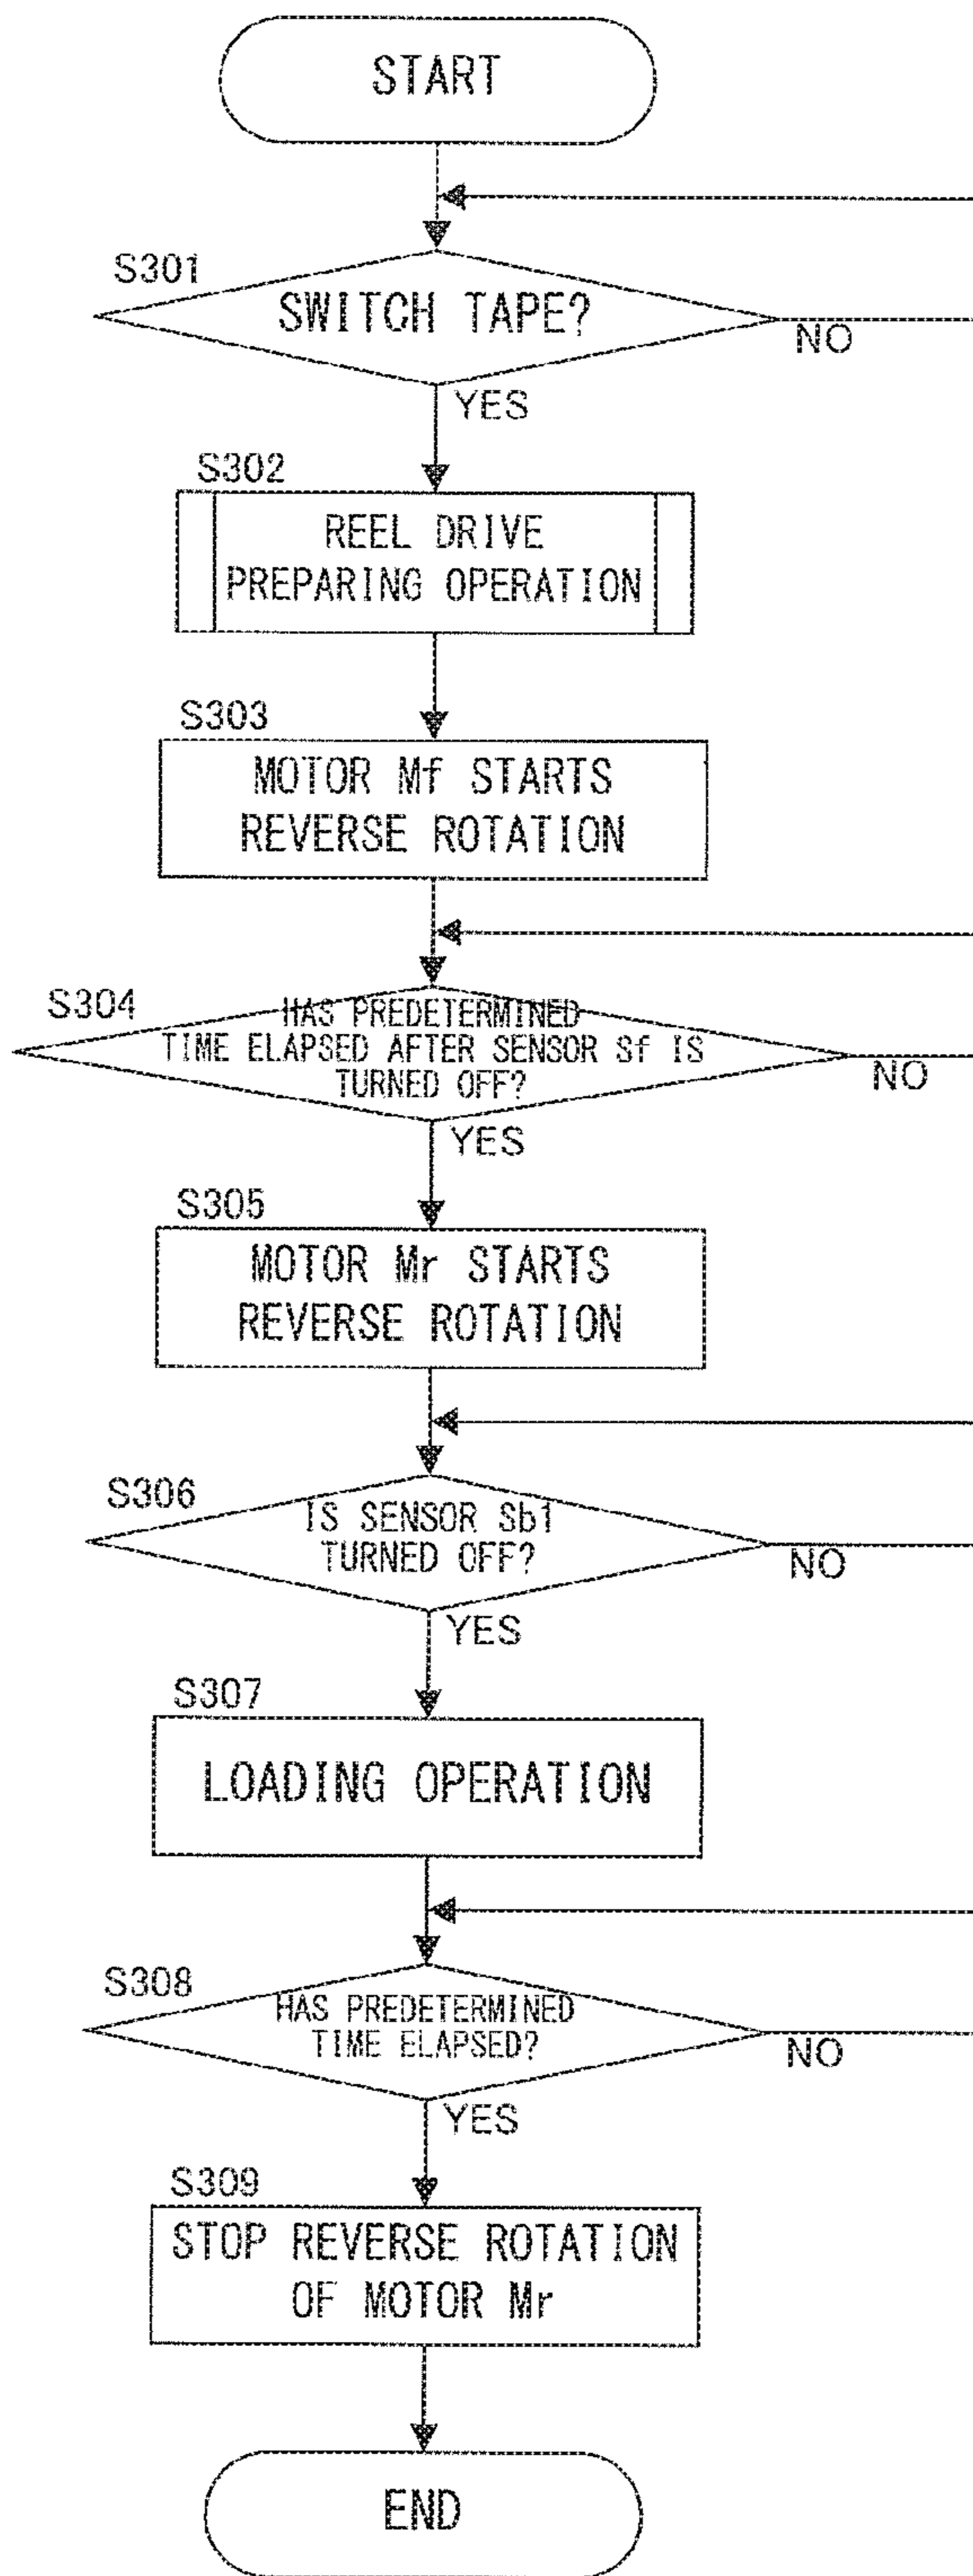 START
S301
SWITCH TAPE?
NO
YES
S302
REEL DRIVE
PREPARING OPERATION
S303
MOTOR Mf STARTS
REVERSE ROTATION
S304
HAS PREDETERMINED
TIME ELAPSED AFTER SENSOR Sf IS
TURNED OFF?
NO
YES
S305
MOTOR Mr STARTS
REVERSE ROTATION
S306
IS SENSOR Sb1
TURNED OFF?
NO
YES
S307
LOADING OPERATION
S308
HAS PREDETERMINED
TIME ELAPSED?
NO
YES
S309
STOP REVERSE ROTATION
OF MOTOR Mr
END